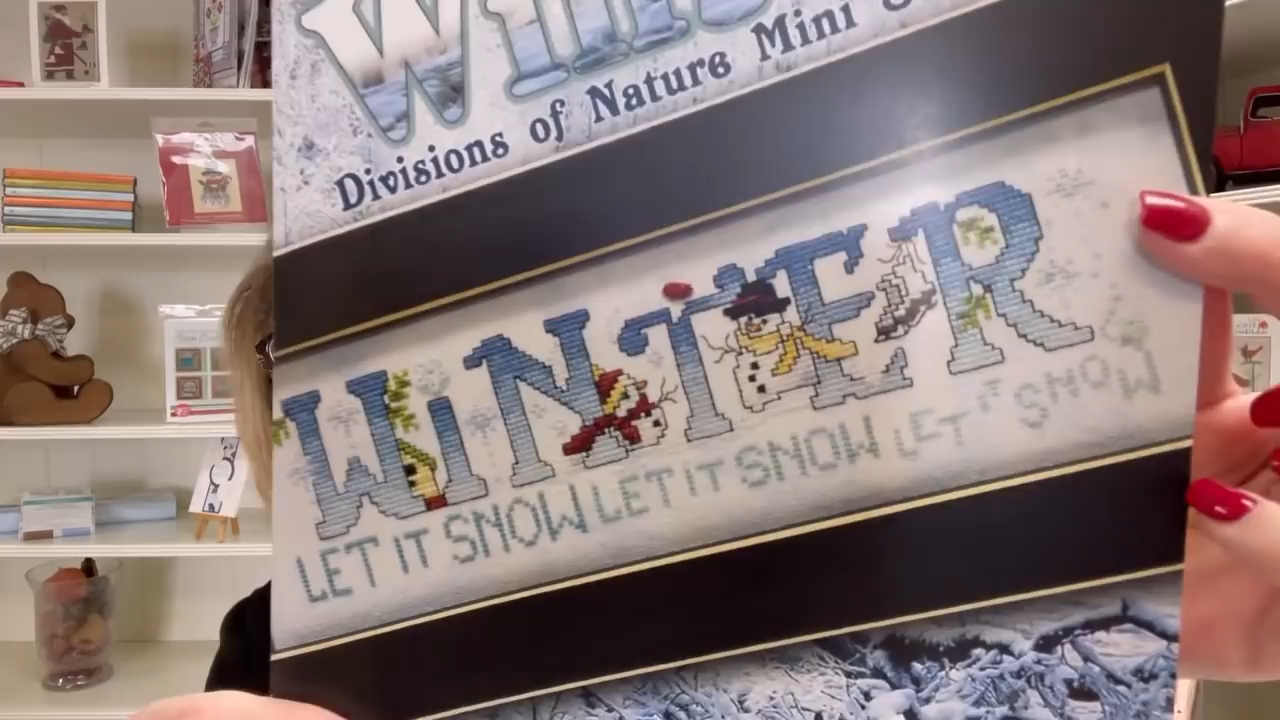 Divisions of Nature Mini
WINTER
LET IT SNOW LET IT SNOW LET IT SNOW